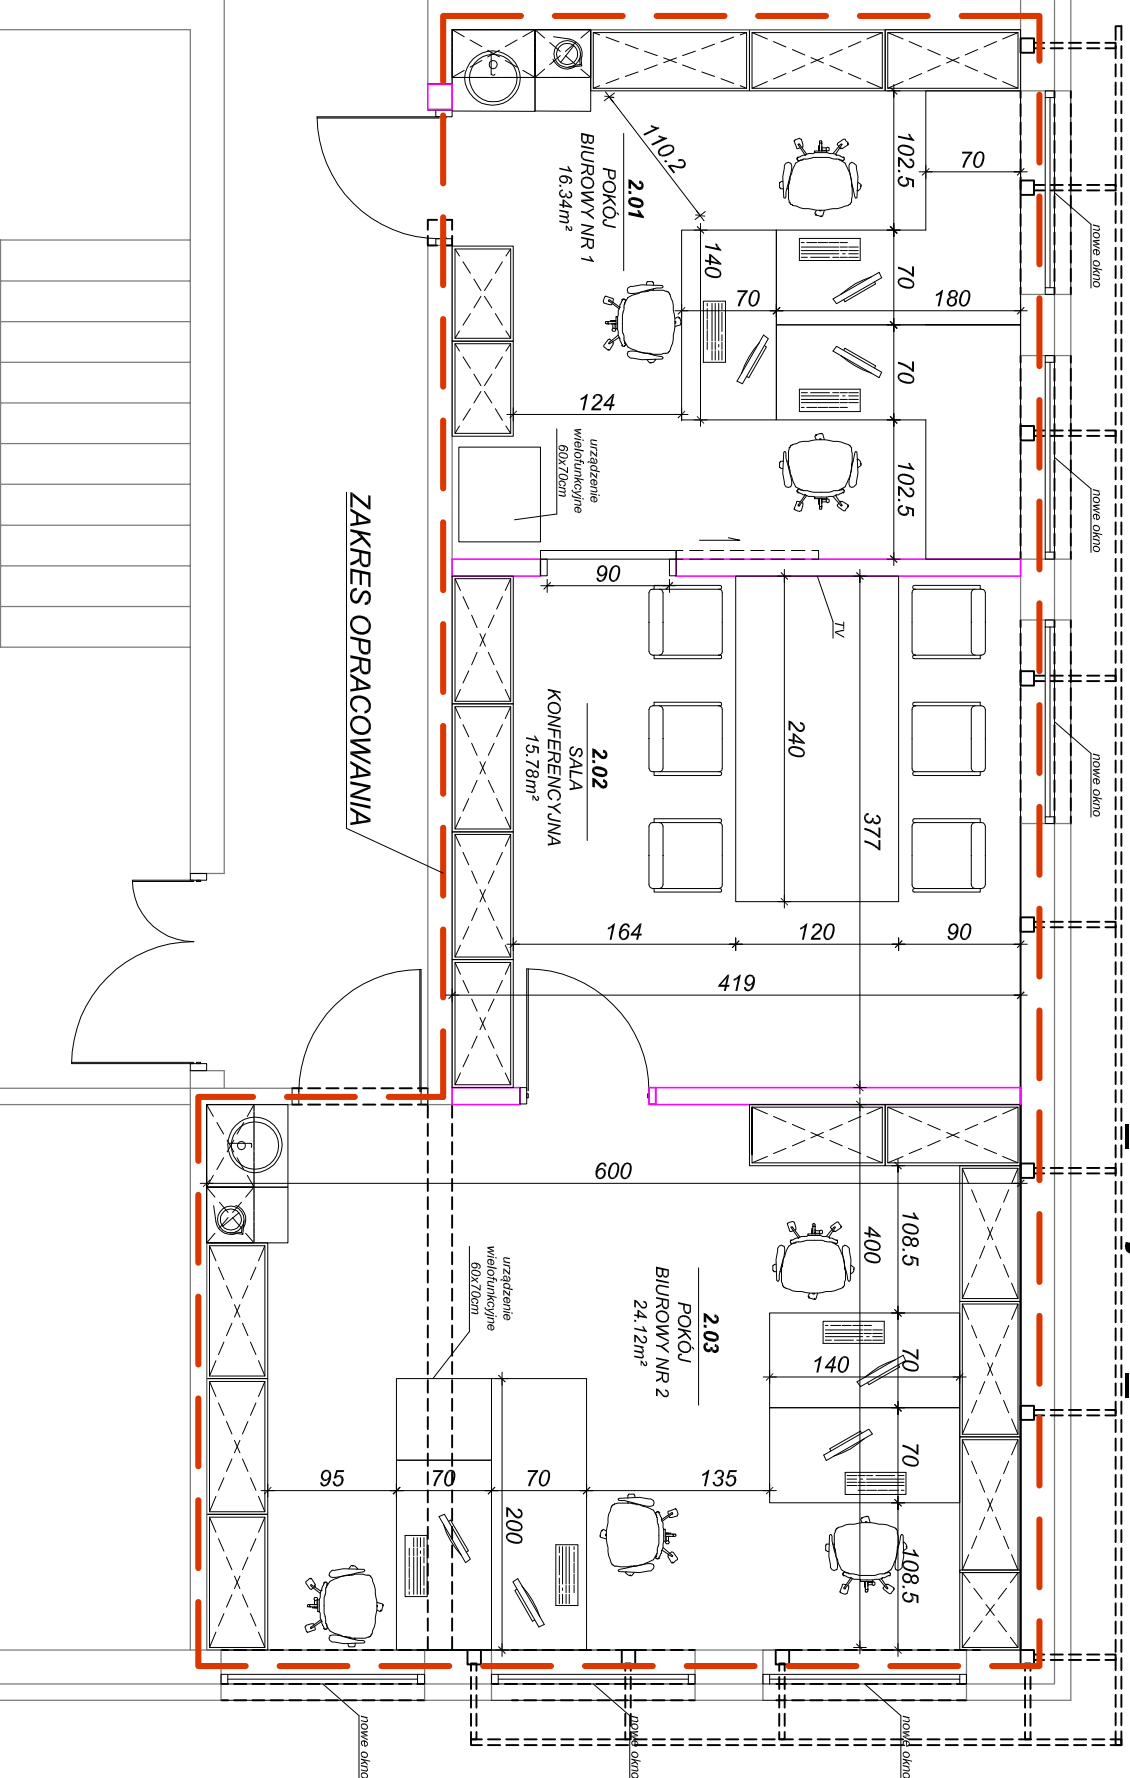 102.5
70
nowe okno
110.2
2.01
POKÓJ
BIUROWY NR 1
16.34m²
140
70
70
180
70
124
urządzenie
wielofunkcyjne
60x70cm
102.5
nowe okno
ZAKRES OPRACOWANIA
90
TV
2.02
SALA
KONFERENCYJNA
15.78m²
240
377
nowe okno
164
120
90
419
600
108.5
400
urządzenie
wielofunkcyjne
60x70cm
2.03
POKÓJ
BIUROWY NR 2
24.12m²
140
70
70
95
70
70
135
200
108.5
nowe okno
nowe okno
nowe okno